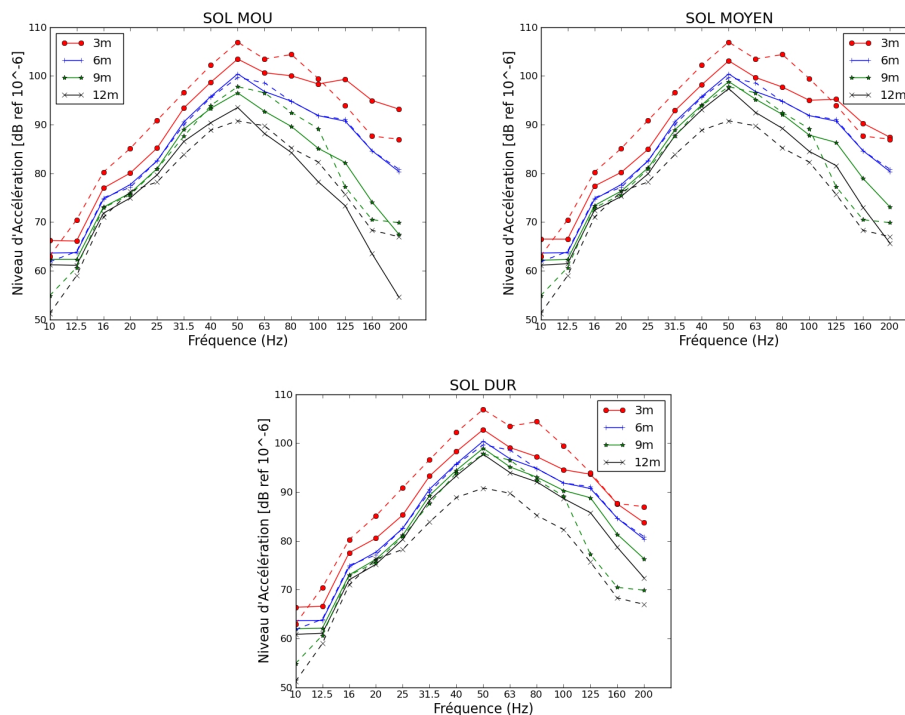 SOL MOU
Niveau d'Accélération [dB ref 10^-6]
110
100
90
80
70
60
50
3m
6m
9m
12m
10 12.5 16 20 25 31.5 40 50 63 80 100 125 160 200
Fréquence (Hz)
SOL MOYEN
Niveau d'Accélération [dB ref 10^-6]
110
100
90
80
70
60
50
3m
6m
9m
12m
10 12.5 16 20 25 31.5 40 50 63 80 100 125 160 200
Fréquence (Hz)
SOL DUR
Niveau d'Accélération [dB ref 10^-6]
110
100
90
80
70
60
50
3m
6m
9m
12m
10 12.5 16 20 25 31.5 40 50 63 80 100 125 160 200
Fréquence (Hz)